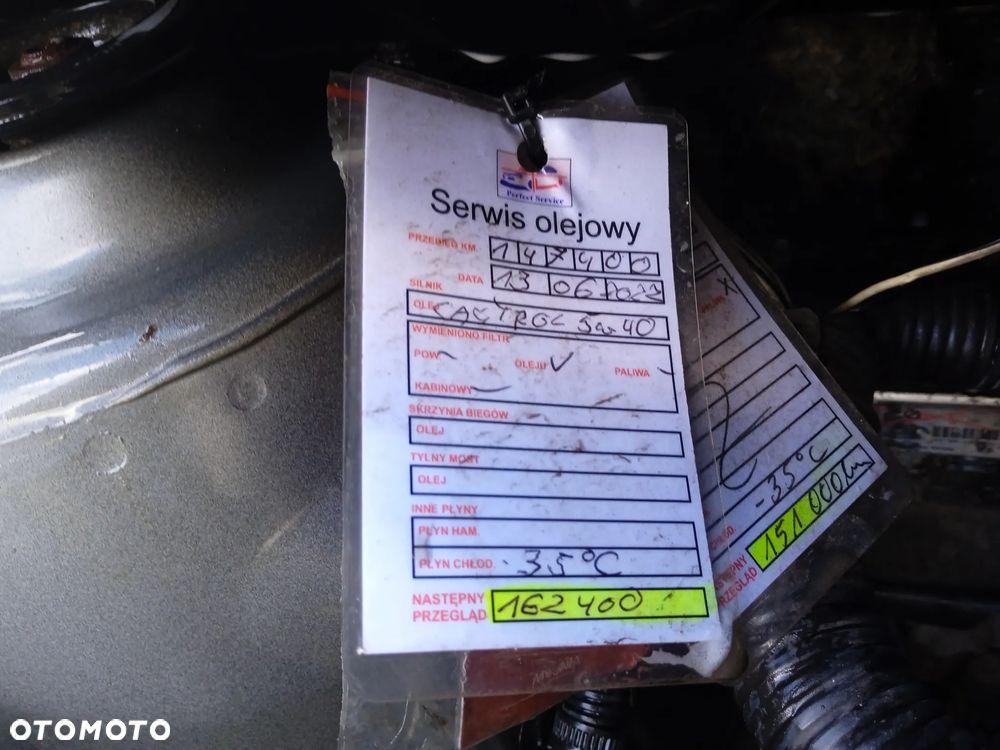 Perfect Service
Serwis olejowy
PRZEBIEG KM. 147400
DATA 13 06 2022
SILNIK
OLEJ CASTROL 5w40
WYMIENIONO FILTR
POW. OLEJU PALIWA
KABINOWY
SKRZYNIA BIEGÓW
OLEJ
TYLNY MOST
OLEJ
INNE PŁYNY
PŁYN HAM.
PŁYN CHŁOD. -35°C
NASTĘPNY PRZEGLĄD 162400
-35°C
151 000km
OTOMOTO